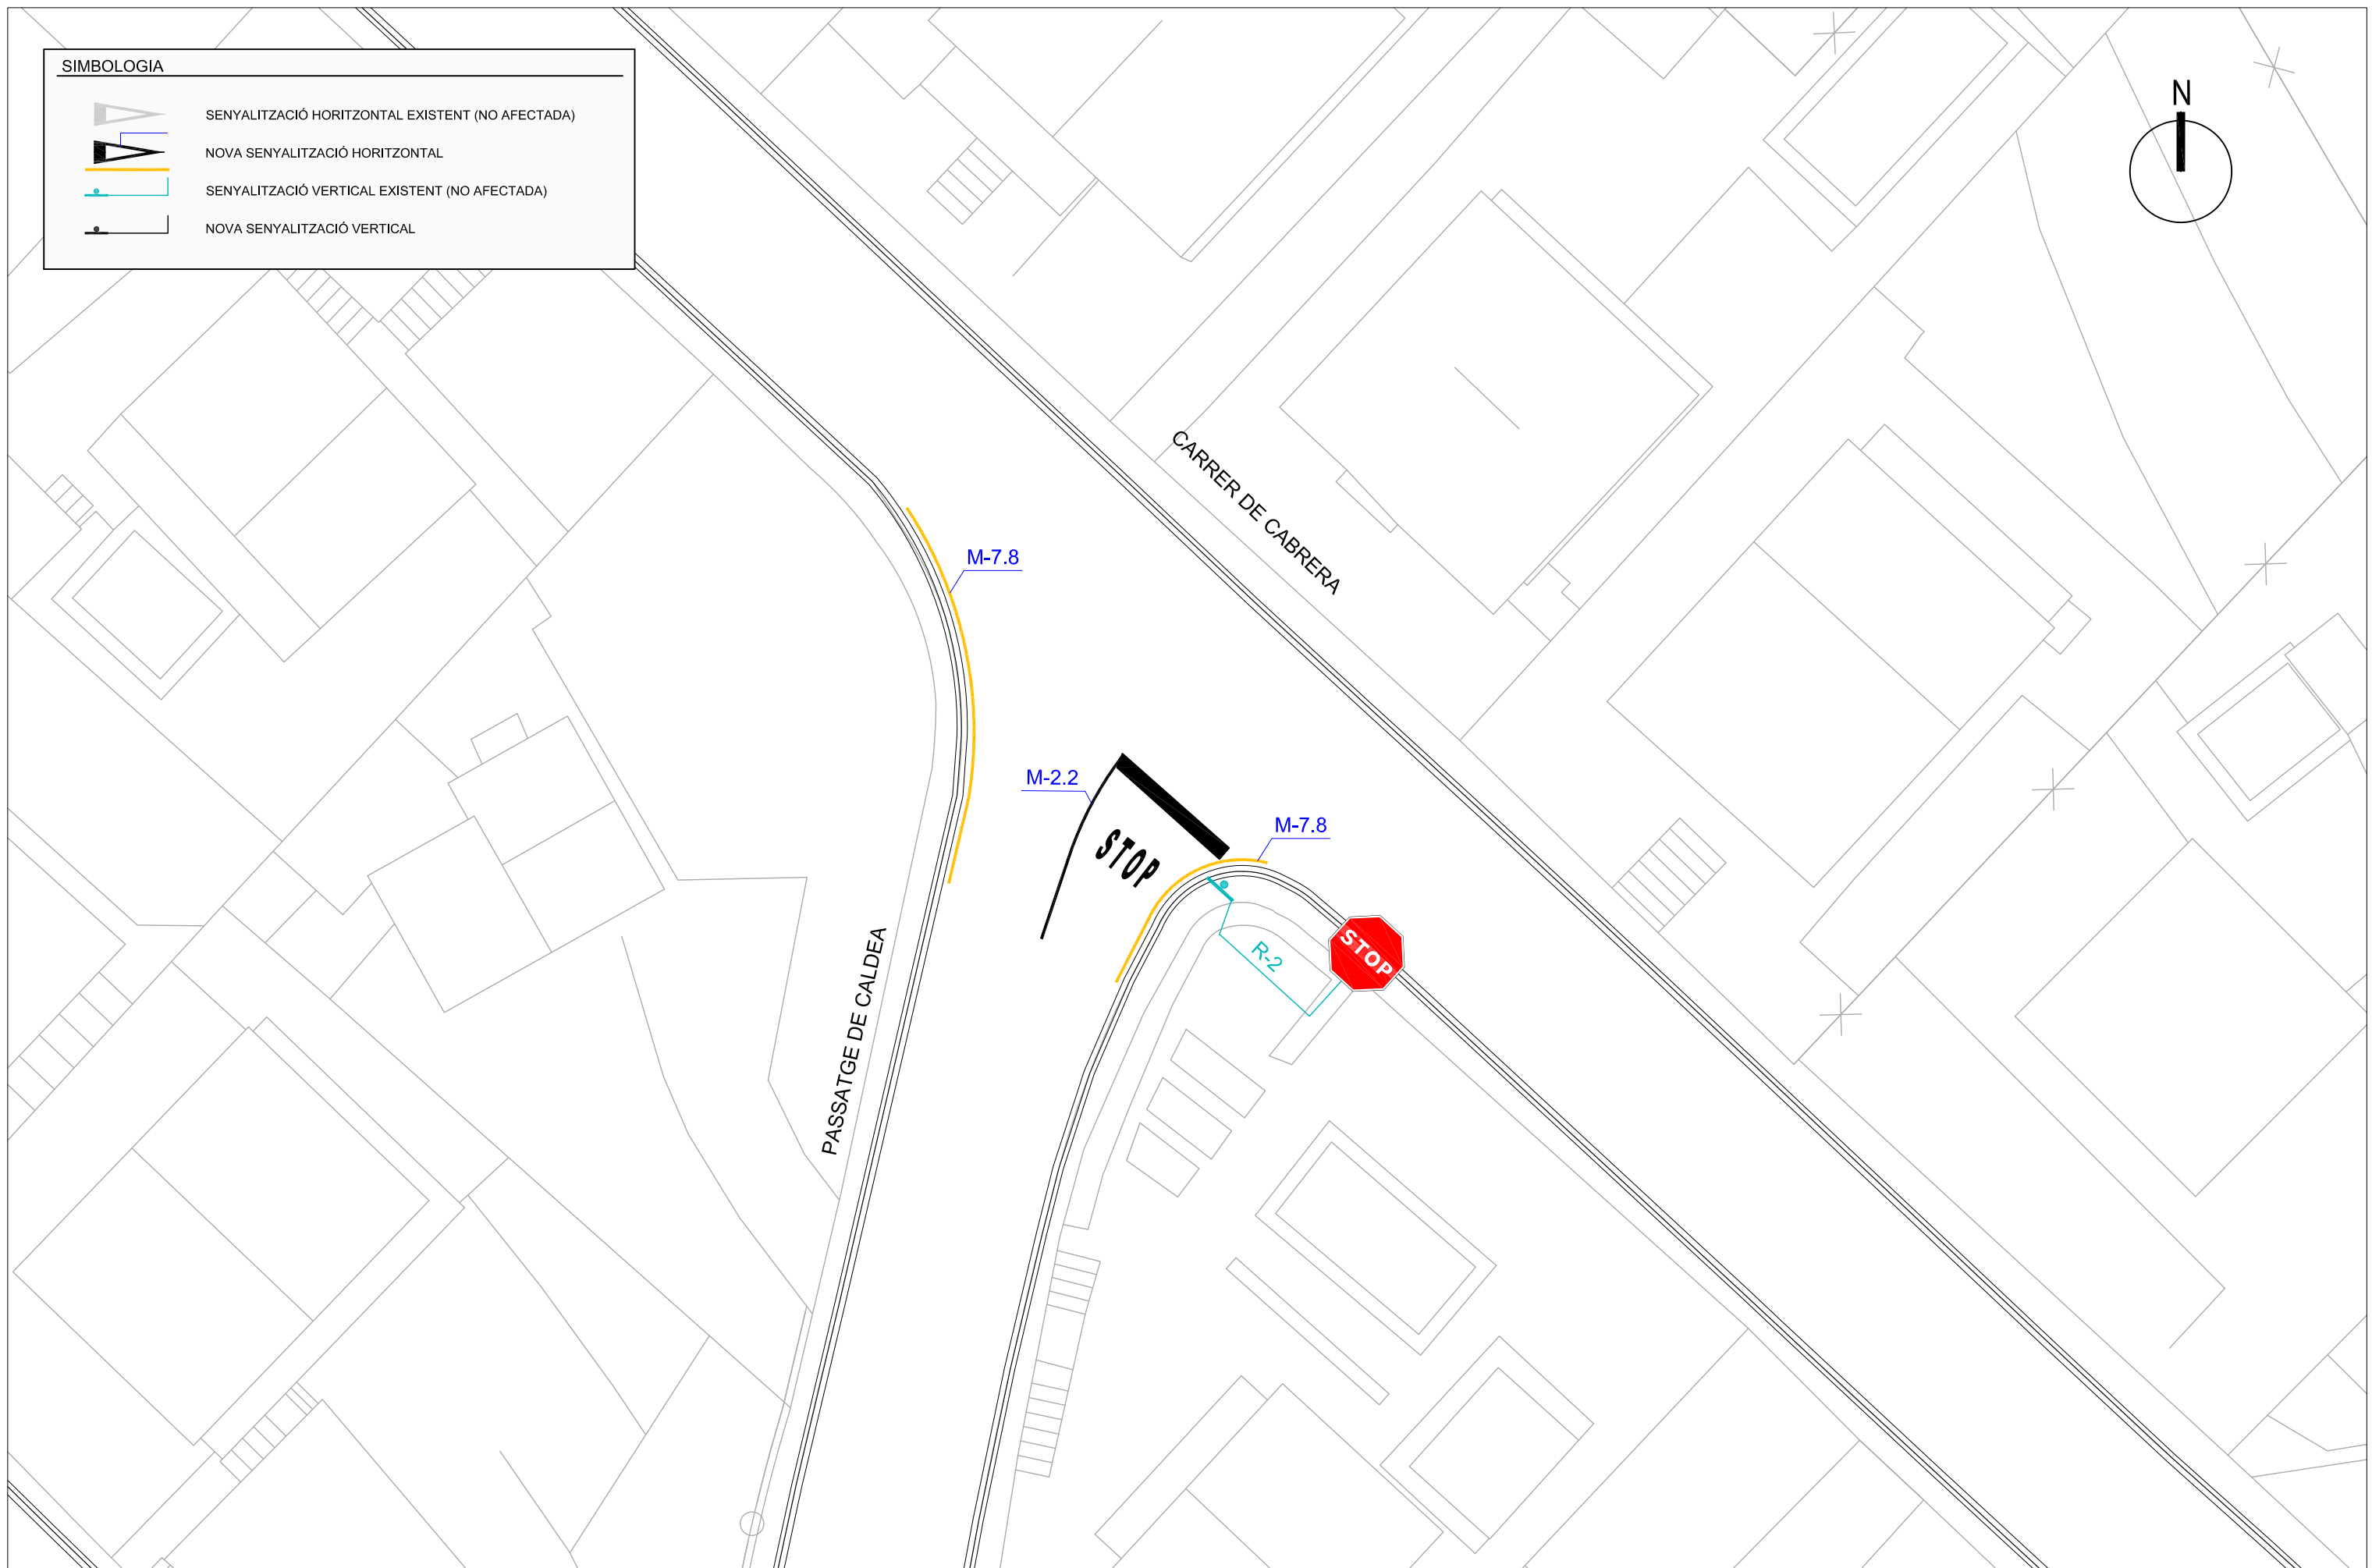 SIMBOLOGIA
SENYALITZACIÓ HORITZONTAL EXISTENT (NO AFECTADA)
NOVA SENYALITZACIÓ HORITZONTAL
SENYALITZACIÓ VERTICAL EXISTENT (NO AFECTADA)
NOVA SENYALITZACIÓ VERTICAL
N
CARRER DE CABRERA
M-7.8
M-2.2
STOP
M-7.8
R-2
STOP
PASSATGE DE CALDEA